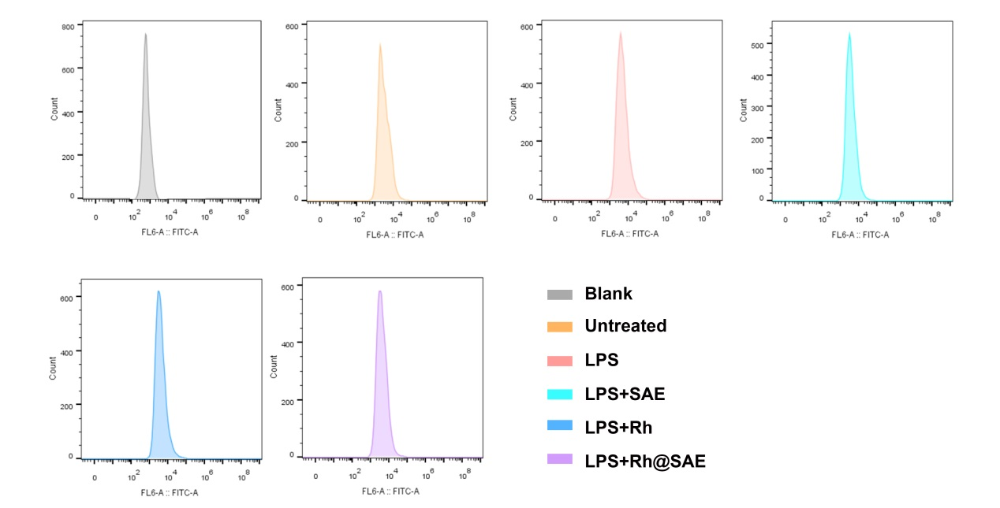 800
600
400
200
0
Count
0 10^2 10^4 10^6 10^8
FL6-A :: FITC-A
600
400
200
0
Count
0 10^2 10^4 10^6 10^8
FL6-A :: FITC-A
600
400
200
0
Count
0 10^2 10^4 10^6 10^8
FL6-A :: FITC-A
500
400
300
200
100
0
Count
0 10^2 10^4 10^6 10^8
FL6-A :: FITC-A
600
400
200
0
Count
0 10^2 10^4 10^6 10^8
FL6-A :: FITC-A
600
400
200
0
Count
0 10^2 10^4 10^6 10^8
FL6-A :: FITC-A
Blank
Untreated
LPS
LPS+SAE
LPS+Rh
LPS+Rh@SAE